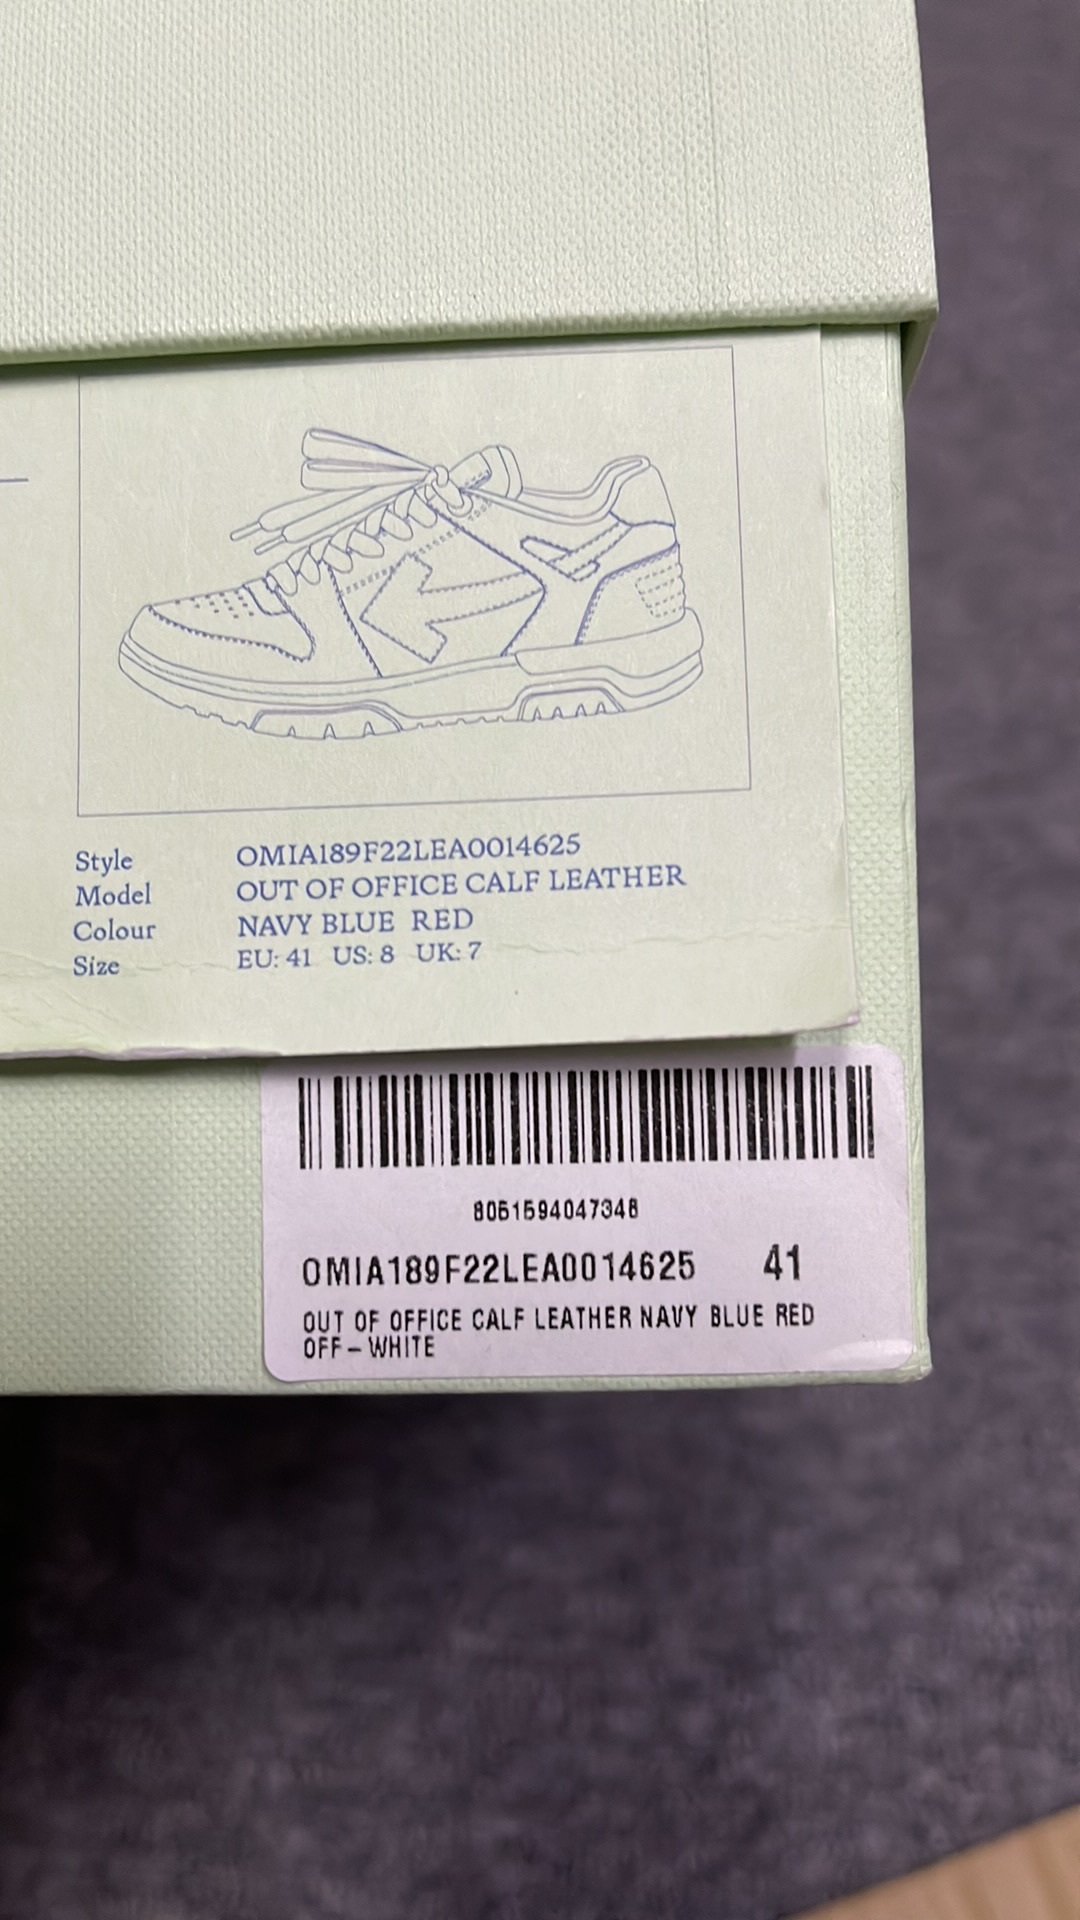 Style OMIA189F22LEA0014625
Model OUT OF OFFICE CALF LEATHER
Colour NAVY BLUE RED
Size EU: 41 US: 8 UK: 7
8051594047348
OMIA189F22LEA0014625 41
OUT OF OFFICE CALF LEATHER NAVY BLUE RED
OFF-WHITE